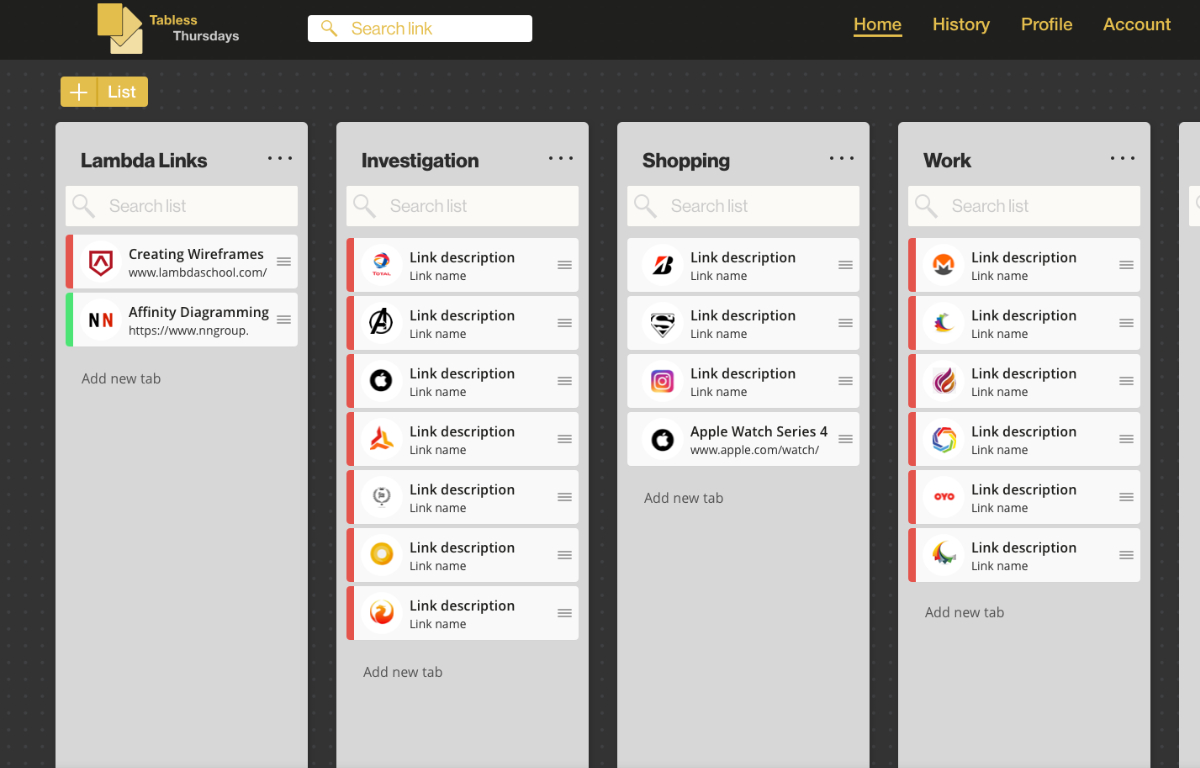 Tabless
Thursdays
Search link
Home
History
Profile
Account
List
Lambda Links
Search list
Creating Wireframes
www.lambdaschool.com/
NN
Affinity Diagramming
https://www.nngroup.
Add new tab
Investigation
Search list
TOTAL
Link description
Link name
Link description
Link name
Link description
Link name
Link description
Link name
Link description
Link name
Link description
Link name
Link description
Link name
Add new tab
Shopping
Search list
Link description
Link name
Link description
Link name
Link description
Link name
Apple Watch Series 4
www.apple.com/watch/
Add new tab
Work
Search list
Link description
Link name
Link description
Link name
Link description
Link name
Link description
Link name
OYO
Link description
Link name
Link description
Link name
Add new tab